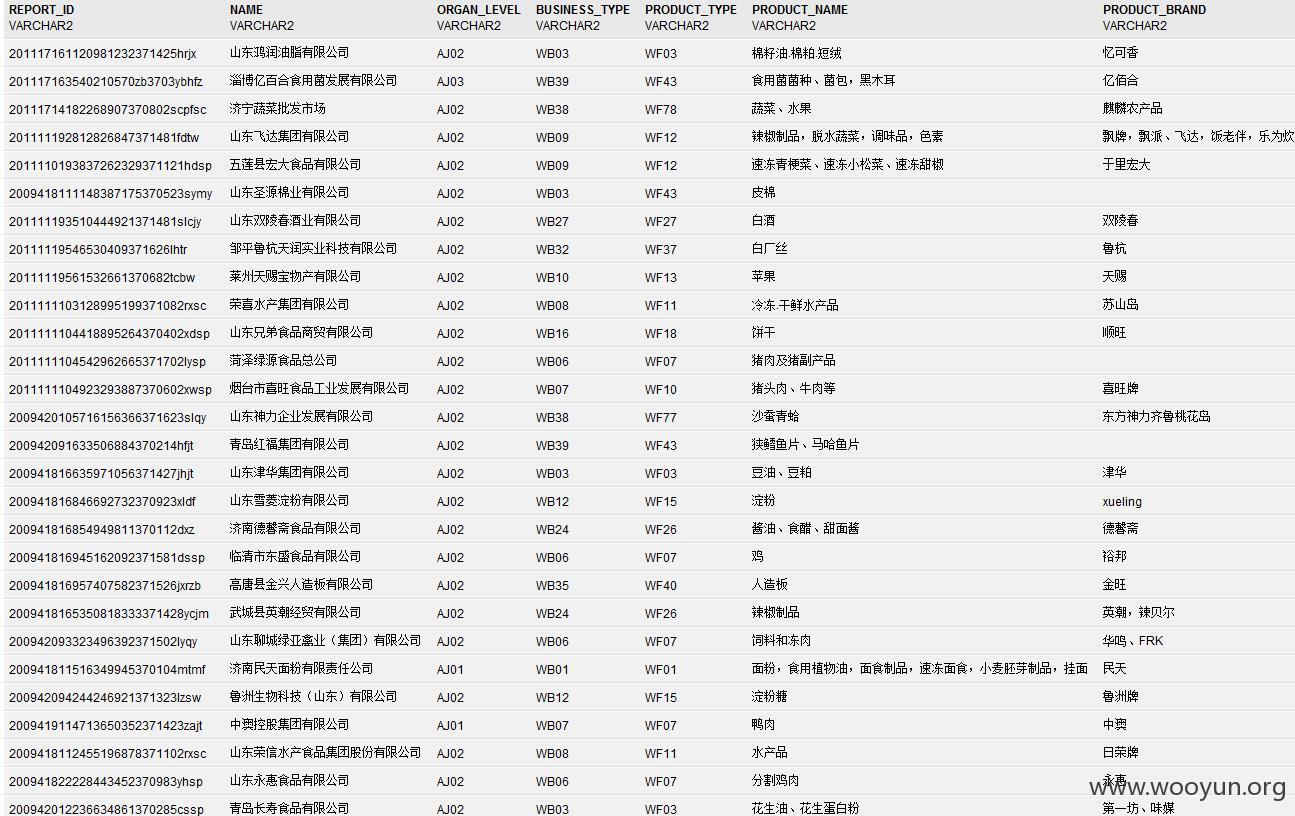 REPORT_ID NAME ORGAN_LEVEL BUSINESS_TYPE PRODUCT_TYPE PRODUCT_NAME PRODUCT_BRAND
VARCHAR2 VARCHAR2 VARCHAR2 VARCHAR2 VARCHAR2 VARCHAR2 VARCHAR2
201117161120981232371425hrjx 山东鸿润油脂有限公司 AJ02 WB03 WF03 棉籽油.棉粕.短绒 忆可香
201117163540210570zb3703ybhfz 淄博亿百合食用菌发展有限公司 AJ03 WB39 WF43 食用菌菌种、菌包，黑木耳 亿佰合
20111714182268907370802scpfsc 济宁蔬菜批发市场 AJ02 WB38 WF78 蔬菜、水果 麒麟农产品
201111192812826847371481fdtw 山东飞达集团有限公司 AJ02 WB09 WF12 辣椒制品，脱水蔬菜，调味品，色素 飘牌，飘派、飞达，饭老伴，乐为炊
2011110193837262329371121hdsp 五莲县宏大食品有限公司 AJ02 WB09 WF12 速冻青梗菜、速冻小松菜、速冻甜椒 于里宏大
2009418111148387175370523symy 山东圣源棉业有限公司 AJ02 WB03 WF43 皮棉
201111193510444921371481slcjy 山东双陵春酒业有限公司 AJ02 WB27 WF27 白酒 双陵春
20111119546530409371626lhtr 邹平鲁杭天润实业科技有限公司 AJ02 WB32 WF37 白厂丝 鲁杭
201111195615326613​70682tcbw 莱州天赐宝物产有限公司 AJ02 WB10 WF13 苹果 天赐
2011111103128995199371082rxsc 荣喜水产集团有限公司 AJ02 WB08 WF11 冷冻.干鲜水产品 苏山岛
2011111104418895264370402xdsp 山东兄弟食品商贸有限公司 AJ02 WB16 WF18 饼干 顺旺
2011111104542962665371702lysp 菏泽绿源食品总公司 AJ02 WB06 WF07 猪肉及猪副产品
2011111104923293887370602xwsp 烟台市喜旺食品工业发展有限公司 AJ02 WB07 WF10 猪头肉、牛肉等 喜旺牌
2009420105716156366371623slqy 山东神力企业发展有限公司 AJ02 WB38 WF77 沙蚕青蛤 东方神力齐鲁桃花岛
200942091633506884370214hfjt 青岛红福集团有限公司 AJ02 WB39 WF43 狭鳕鱼片、马哈鱼片
200941816635971056371427jhjt 山东津华集团有限公司 AJ02 WB03 WF03 豆油、豆粕 津华
200941816846692732370923xldf 山东雪菱淀粉有限公司 AJ02 WB12 WF15 淀粉 xueling
200941816854949811370112dxz 济南德馨斋食品有限公司 AJ02 WB24 WF26 酱油、食醋、甜面酱 德馨斋
200941816945162092371581dssp 临清市东盛食品有限公司 AJ02 WB06 WF07 鸡 裕邦
200941816957407582371526jxrzb 高唐县金兴人造板有限公司 AJ02 WB35 WF40 人造板 金旺
2009418165350818333371428ycjm 武城县英潮经贸有限公司 AJ02 WB24 WF26 辣椒制品 英潮，辣贝尔
200942093323496392371502lyqy 山东聊城绿亚禽业（集团）有限公司 AJ02 WB06 WF07 饲料和冻肉 华鸣、FRK
200941811516349945370104mtmf 济南民天面粉有限责任公司 AJ01 WB01 WF01 面粉，食用植物油，面食制品，速冻面食，小麦胚芽制品，挂面 民天
200942094244246921371323lzsw 鲁洲生物科技（山东）有限公司 AJ02 WB12 WF15 淀粉糖 鲁洲牌
2009419114713650352371423zajt 中澳控股集团有限公司 AJ01 WB07 WF07 鸭肉 中澳
2009418112455196878371102rxsc 山东荣信水产食品集团股份有限公司 AJ02 WB08 WF11 水产品 日荣牌
200941822228443452370983yhsp 山东永惠食品有限公司 AJ02 WB06 WF07 分割鸡肉 永惠
www.wooyun.org
200942012236634861370285cssp 青岛长寿食品有限公司 AJ02 WB03 WF03 花生油、花生蛋白粉 第一坊、味媒